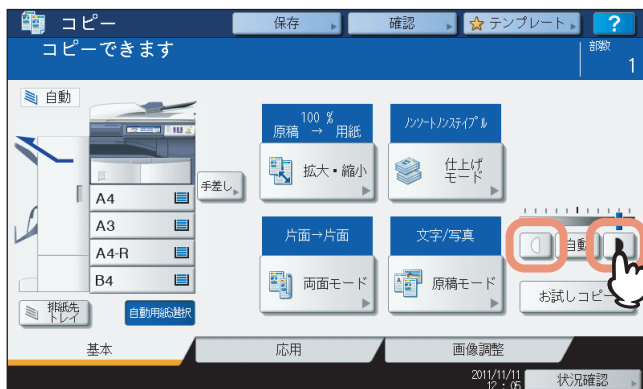 コピー
保存
確認
テンプレート
?
コピーできます
部数
1
自動
100 %
原稿 → 用紙
ノンソートノンステイプル
拡大・縮小
仕上げ
モード
手差し
A4
A3
A4-R
B4
片面→片面
文字/写真
両面モード
原稿モード
自動
お試しコピー
排紙先
トレイ
自動用紙選択
基本
応用
画像調整
2011/11/11
12 : 05
状況確認